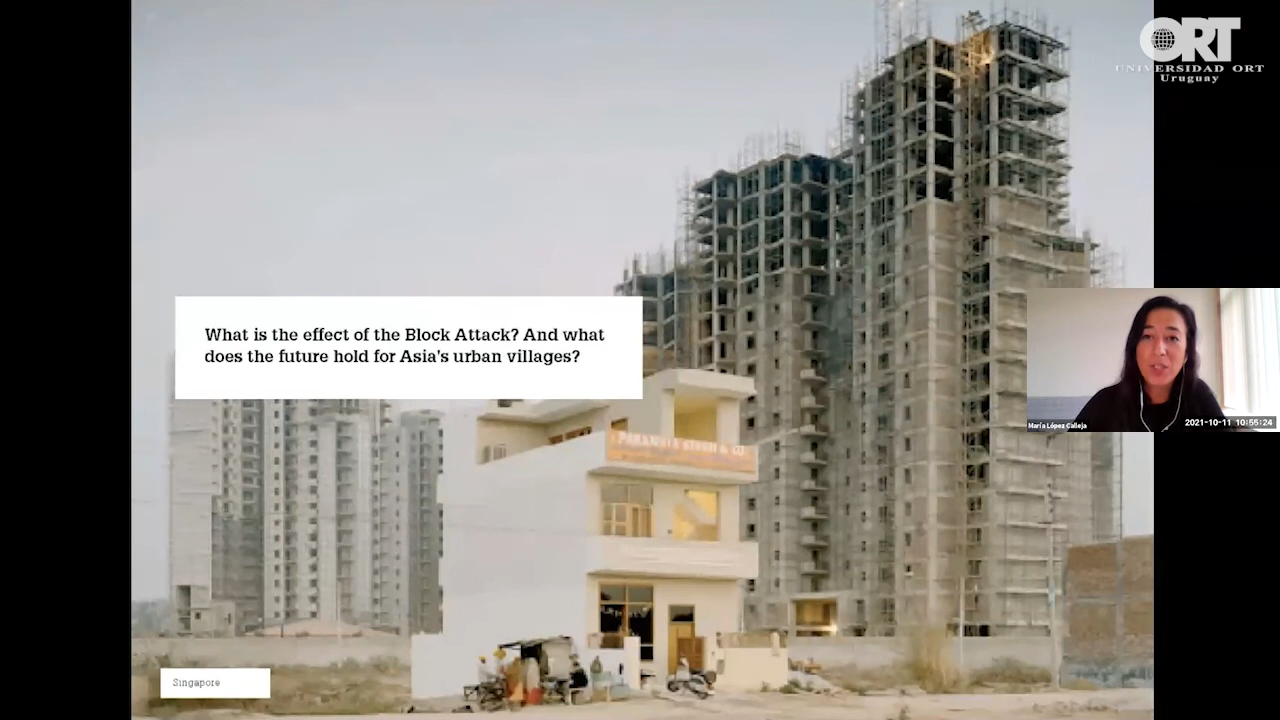 ORT
UNIVERSIDAD ORT
Uruguay
What is the effect of the Block Attack? And what
does the future hold for Asia's urban villages?
María López Calleja
2021-10-11 10:55:24
Singapore